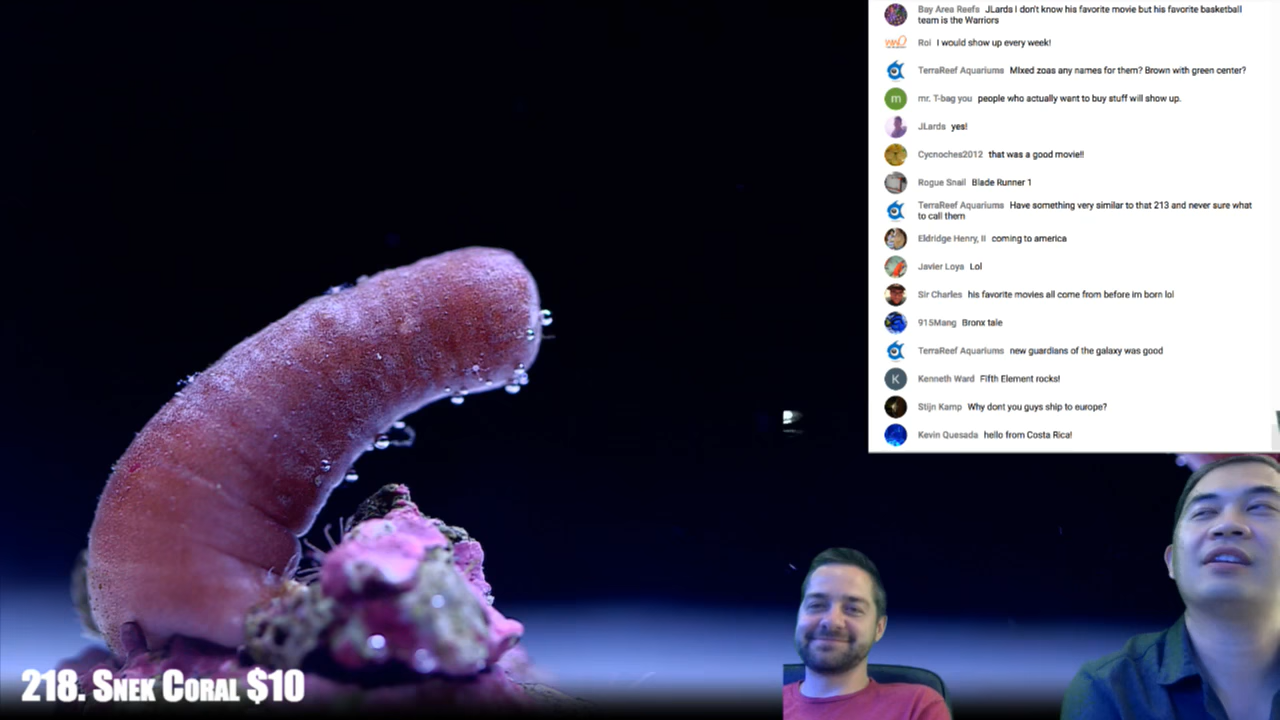 Bay Area Reefs JLards I don't know his favorite movie but his favorite basketball
team is the Warriors
Roi I would show up every week!
TerraReef Aquariums MIxed zoas any names for them? Brown with green center?
m mr. T-bag you people who actually want to buy stuff will show up.
JLards yes!
Cycnoches2012 that was a good movie!!
Rogue Snail Blade Runner 1
TerraReef Aquariums Have something very similar to that 213 and never sure what
to call them
Eldridge Henry, II coming to america
Javier Loya Lol
Sir Charles his favorite movies all come from before im born lol
915Mang Bronx tale
TerraReef Aquariums new guardians of the galaxy was good
K Kenneth Ward Fifth Element rocks!
Stijn Kamp Why dont you guys ship to europe?
Kevin Quesada hello from Costa Rica!
218. Snek Coral $10